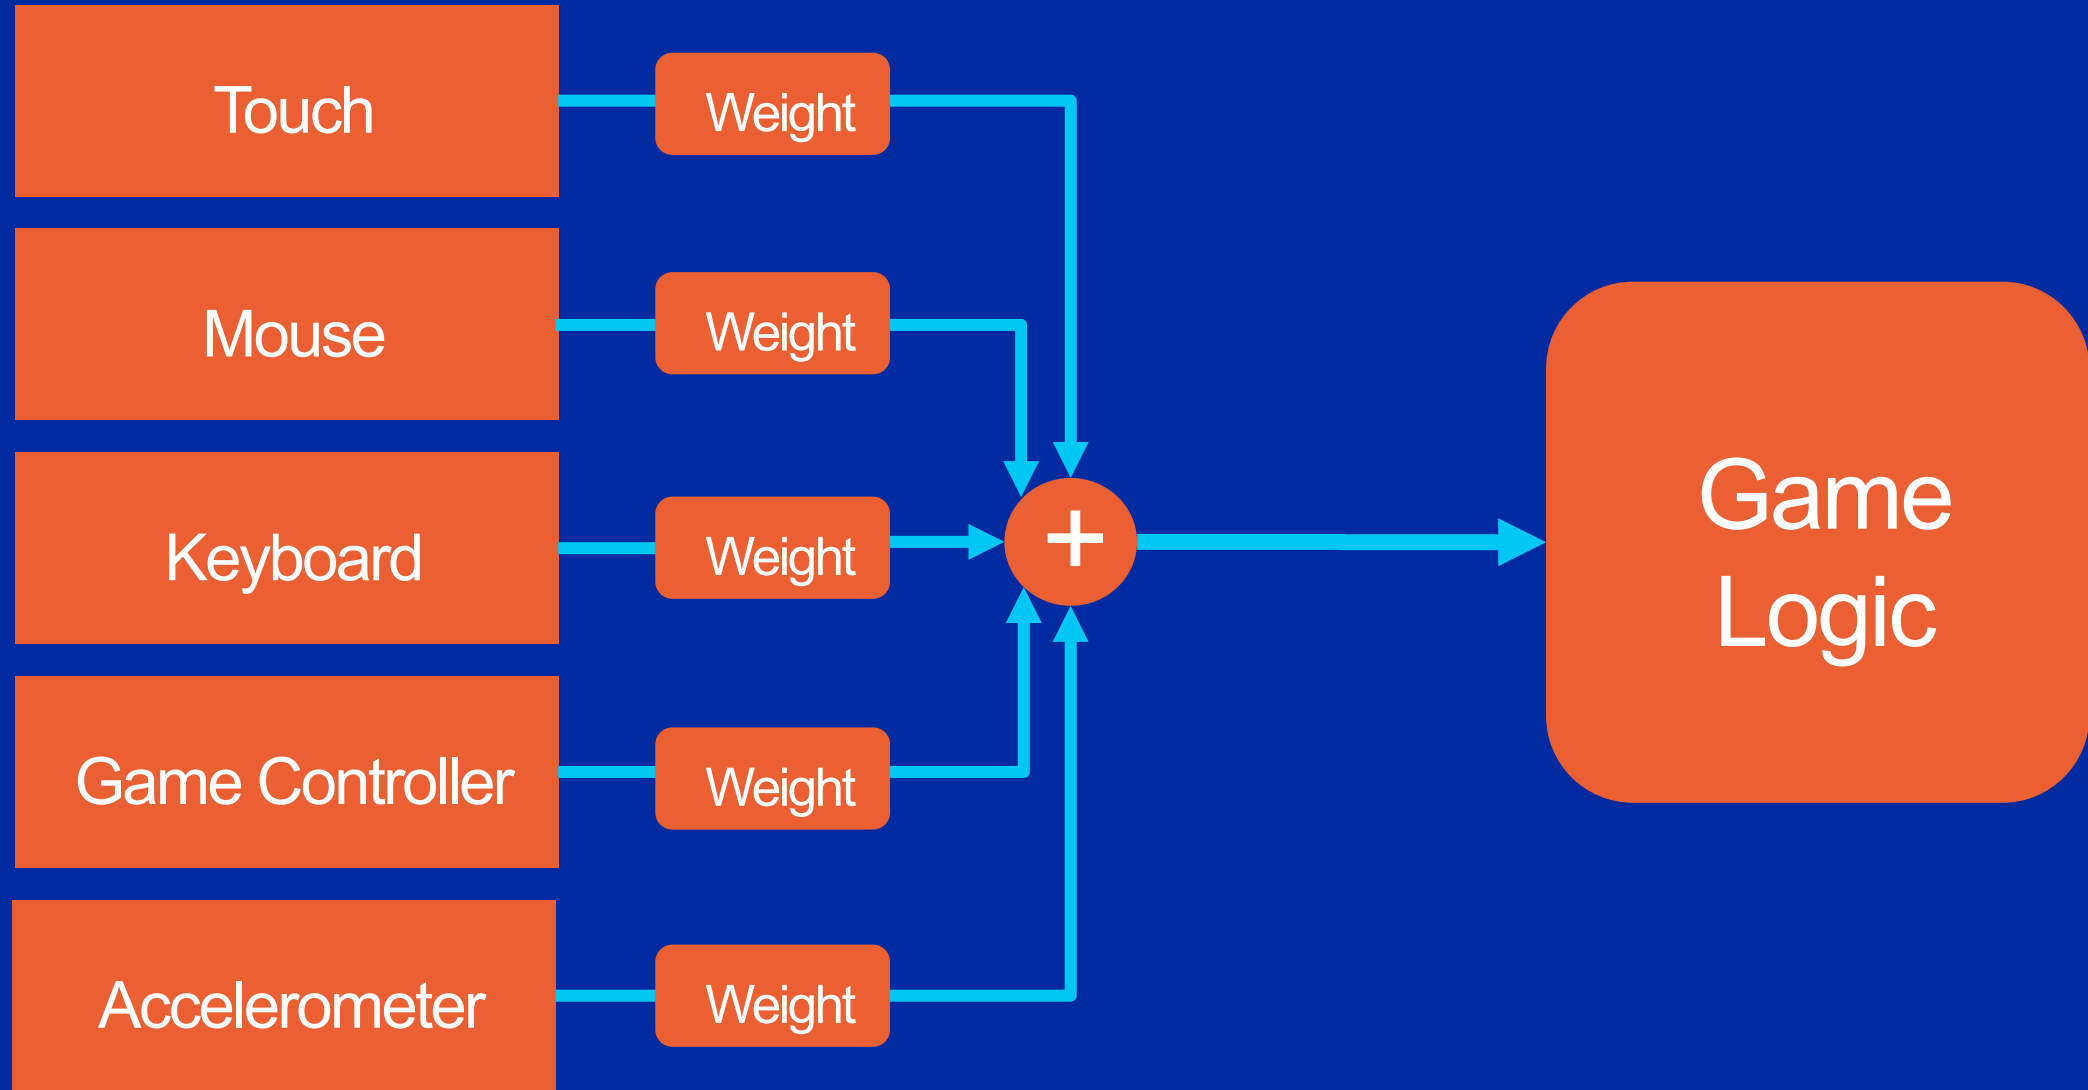 Touch
Weight
Mouse
Weight
Keyboard
Weight
+
Game
Logic
Game Controller
Weight
Accelerometer
Weight